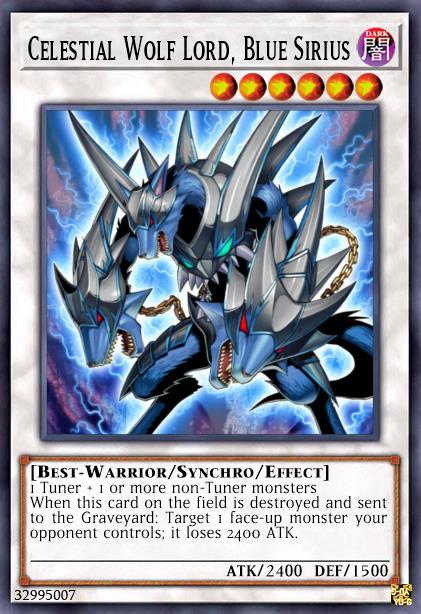 Celestial Wolf Lord, Blue Sirius
DARK
闇
[Best-Warrior/Synchro/Effect]
1 Tuner + 1 or more non-Tuner monsters
When this card on the field is destroyed and sent
to the Graveyard: Target 1 face-up monster your
opponent controls; it loses 2400 ATK.
ATK/2400 DEF/1500
32995007